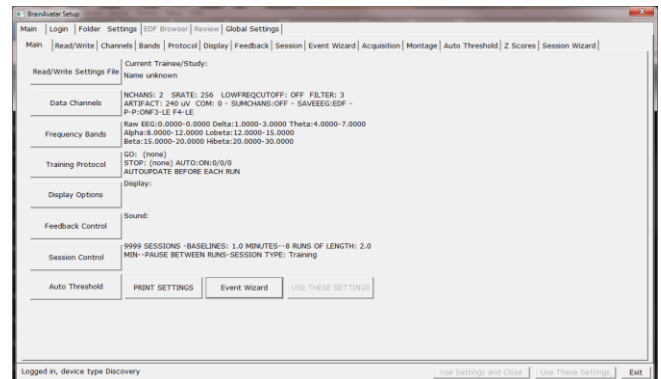 BrainAvatar Setup
Main Login Folder Settings EDF Browser Review Global Settings
Main Read/Write Channels Bands Protocol Display Feedback Session Event Wizard Acquisition Montage Auto Threshold Z Scores Session Wizard
Read/Write Settings File
Current Trainee/Study:
Name unknown
Data Channels
NCHANS: 2 SRATE: 256 LOWFREQCUTOFF: OFF FILTER: 3
ARTIFACT: 240 uV COM: 0 - SUMCHANS:OFF - SAVEEEG:EDF -
P-P:ONF3-LE F4-LE
Frequency Bands
Raw EEG:0.0000-0.0000 Delta:1.0000-3.0000 Theta:4.0000-7.0000
Alpha:8.0000-12.0000 Lobeta:12.0000-15.0000
Beta:15.0000-20.0000 Hibeta:20.0000-30.0000
Training Protocol
GO: (none)
STOP: (none) AUTO:ON:0/0/0
AUTOUPDATE BEFORE EACH RUN
Display Options
Display:
Feedback Control
Sound:
Session Control
9999 SESSIONS -BASELINES: 1.0 MINUTES--8 RUNS OF LENGTH: 2.0
MIN--PAUSE BETWEEN RUNS-SESSION TYPE: Training
Auto Threshold PRINT SETTINGS Event Wizard USE THESE SETTINGS
Logged in, device type Discovery Use Settings and Close Use These Settings Exit